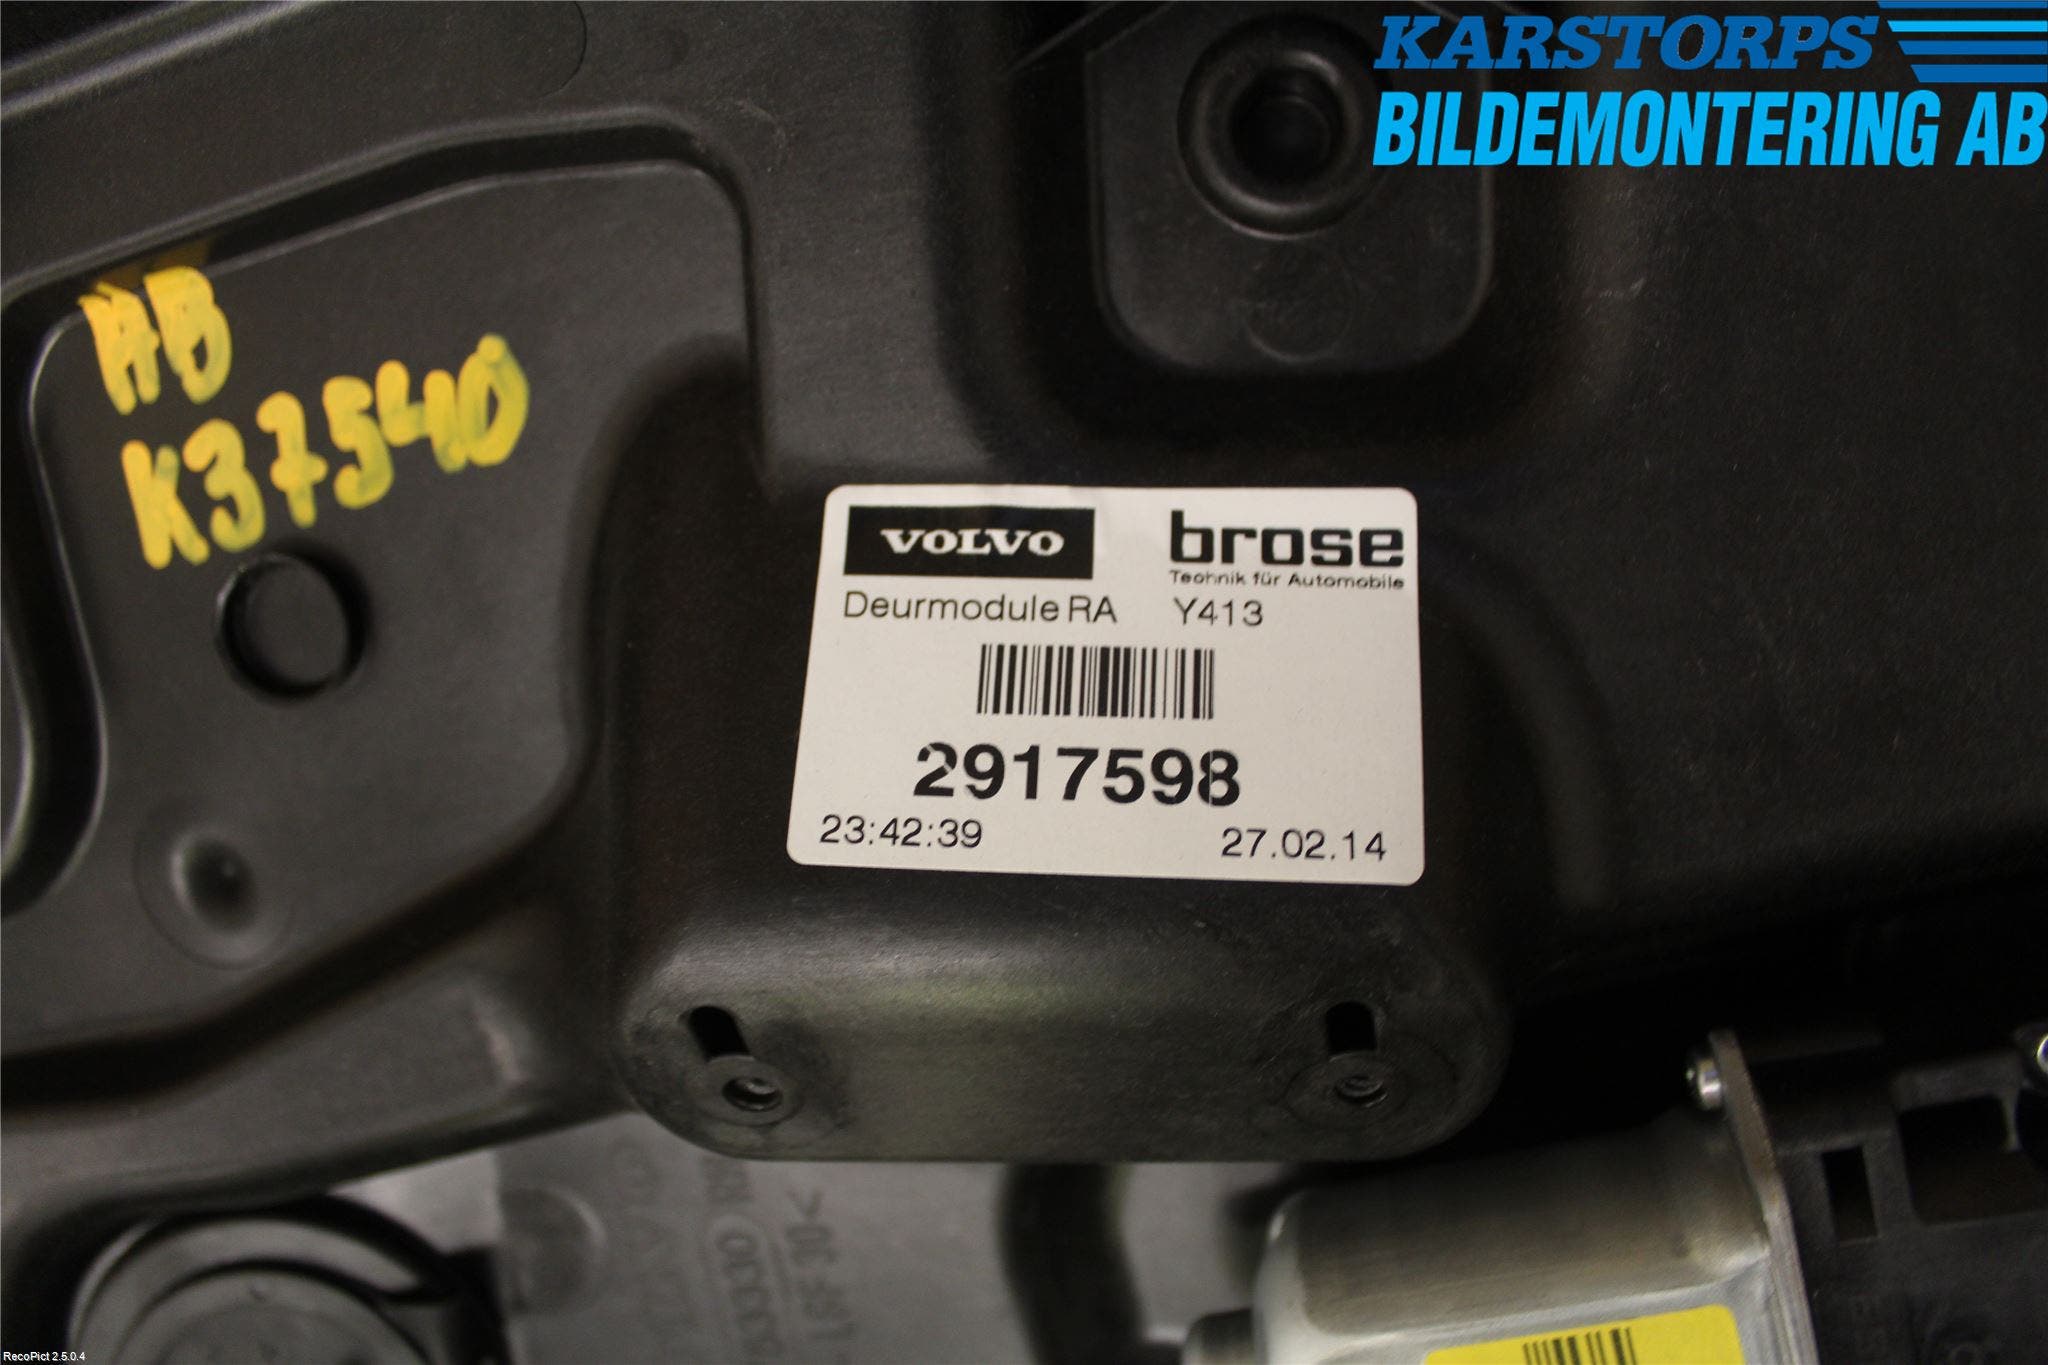 KARSTORPS
BILDEMONTERING AB
AB
K37540
VOLVO brose
Technik für Automobile
Deurmodule RA Y413
2917598
23:42:39 27.02.14
RecoPict 2.5.0.4